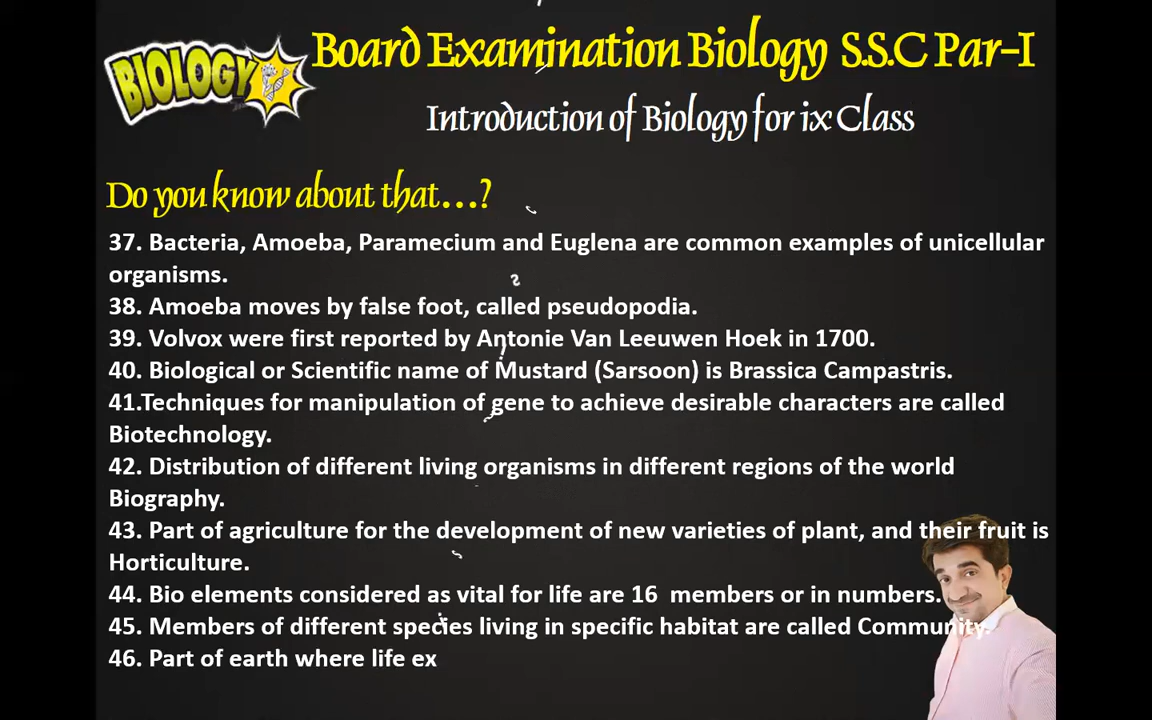 BIOLOGY
Board Examination Biology S.S.C Par-I
Introduction of Biology for ix Class
Do you know about that...?
37. Bacteria, Amoeba, Paramecium and Euglena are common examples of unicellular
organisms.
38. Amoeba moves by false foot, called pseudopodia.
39. Volvox were first reported by Antonie Van Leeuwen Hoek in 1700.
40. Biological or Scientific name of Mustard (Sarsoon) is Brassica Campastris.
41.Techniques for manipulation of gene to achieve desirable characters are called
Biotechnology.
42. Distribution of different living organisms in different regions of the world
Biography.
43. Part of agriculture for the development of new varieties of plant, and their fruit is
Horticulture.
44. Bio elements considered as vital for life are 16 members or in numbers.
45. Members of different species living in specific habitat are called Community.
46. Part of earth where life ex